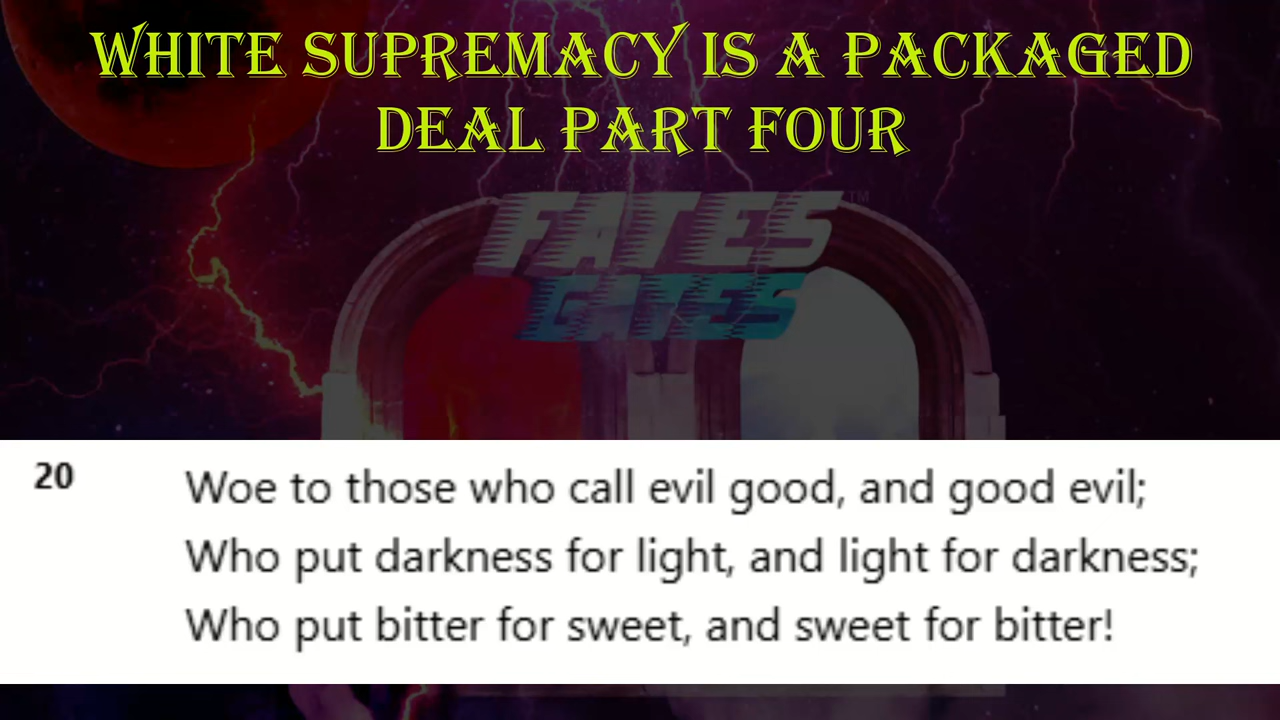 WHITE SUPREMACY IS A PACKAGED
DEAL PART FOUR
FATES™
GATES
20 Woe to those who call evil good, and good evil;
Who put darkness for light, and light for darkness;
Who put bitter for sweet, and sweet for bitter!